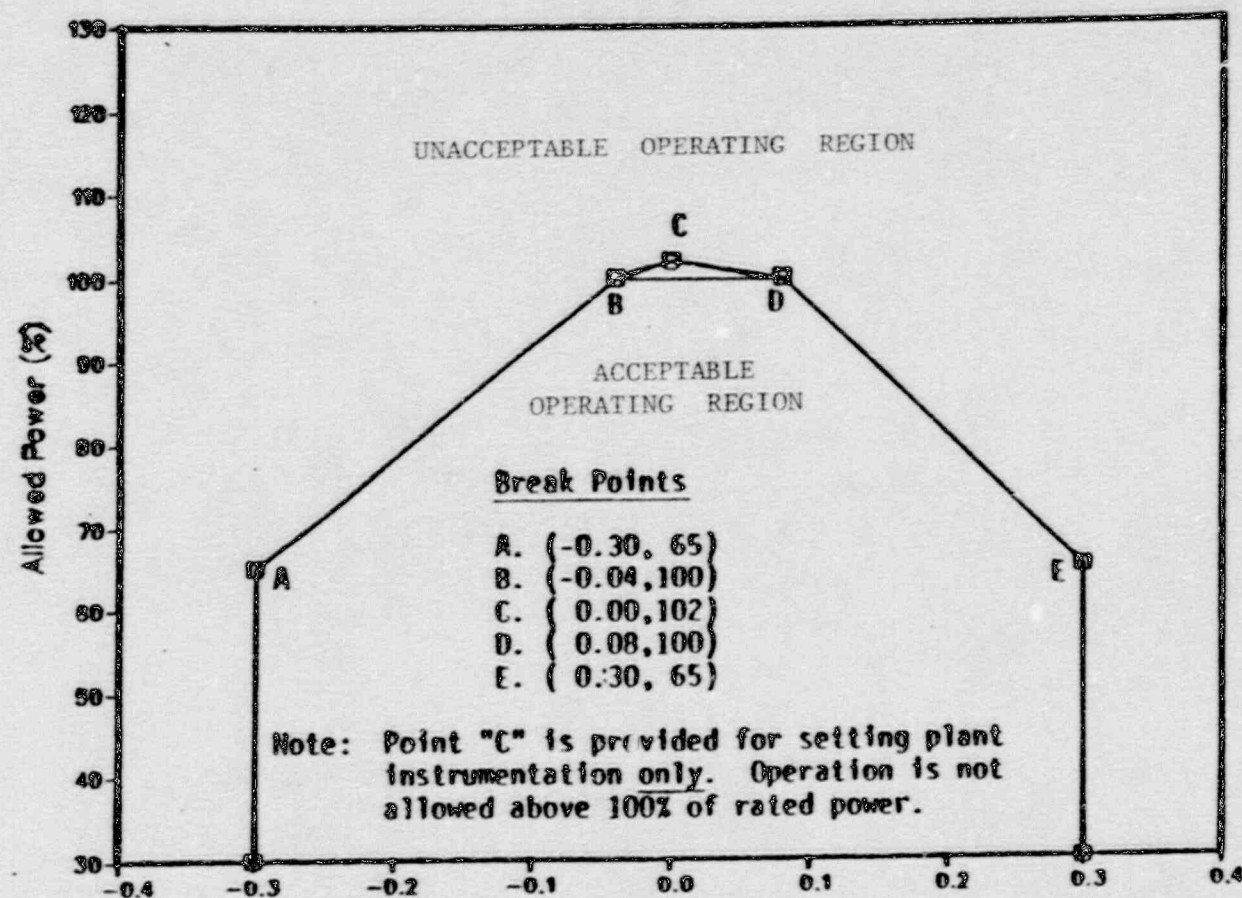 130
120
110
100
90
80
70
60
50
40
30
Allowed Power (%)
UNACCEPTABLE OPERATING REGION
C
B
D
ACCEPTABLE
OPERATING REGION
Break Points
A. (-0.30, 65)
B. (-0.04,100)
C. ( 0.00,102)
D. ( 0.08,100)
E. ( 0.30, 65)
A
E
Note: Point "C" is provided for setting plant
instrumentation only. Operation is not
allowed above 100% of rated power.
-0.4 -0.3 -0.2 -0.1 0.0 0.1 0.2 0.3 0.4